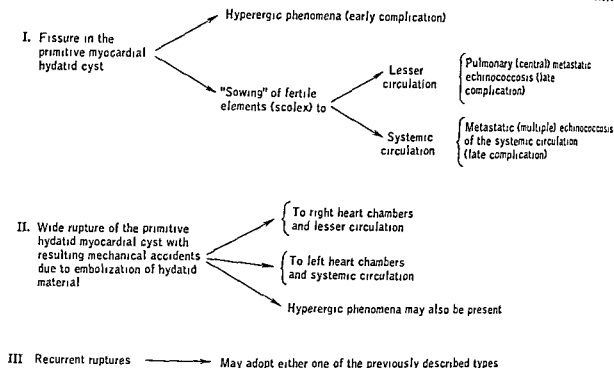 Hyperergic phenomena (early complication)
I. Fissure in the
primitive myocardial
hydatid cyst
"Sowing" of fertile
elements (scolex) to
Lesser
circulation
Pulmonary (central) metastatic
echinococcosis (late
complication)
Systemic
circulation
Metastatic (multiple) echinococcosis
of the systemic circulation
(late complication)
II. Wide rupture of the primitive
hydatid myocardial cyst with
resulting mechanical accidents
due to embolization of hydatid
material
To right heart chambers
and lesser circulation
To left heart chambers
and systemic circulation
Hyperergic phenomena may also be present
III Recurrent ruptures
May adopt either one of the previously described types